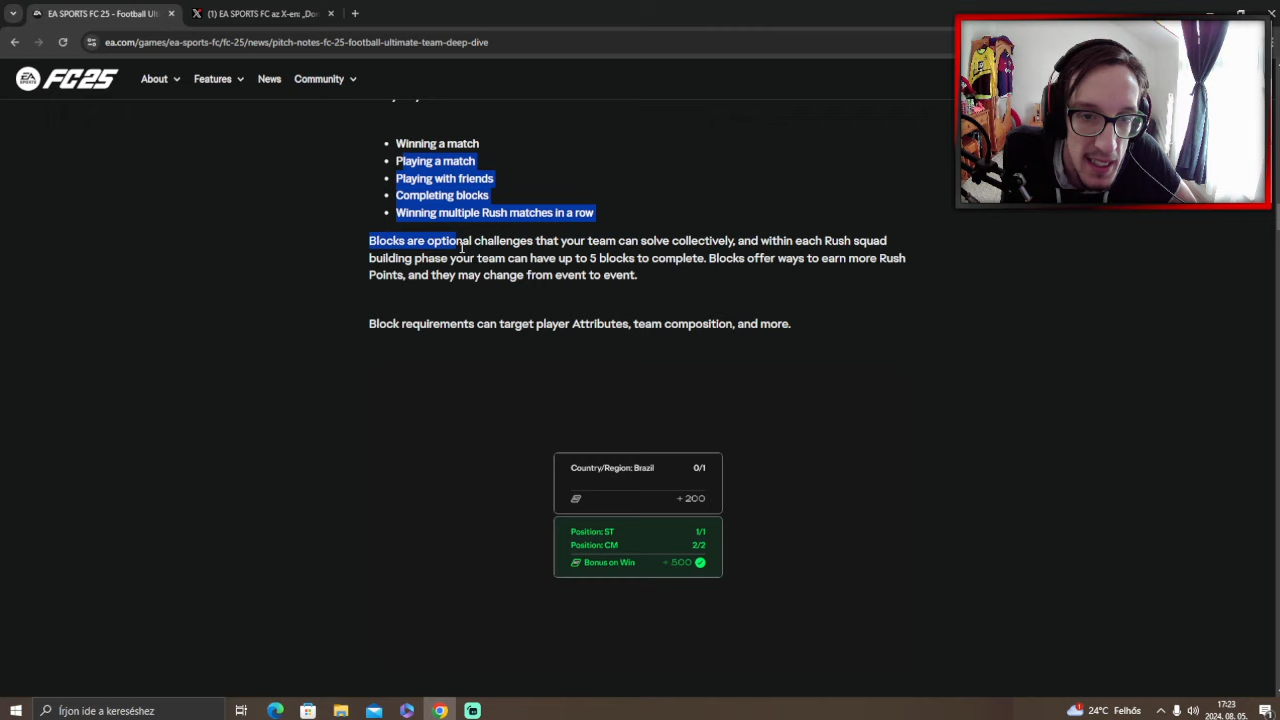 EA SPORTS FC 25 - Football Ult
(1) EA SPORTS FC az X-en: „Do
ea.com/games/ea-sports-fc/fc-25/news/pitch-notes-fc-25-football-ultimate-team-deep-dive
EA SPORTS FC25
About
Features
News
Community
Winning a match
Playing a match
Playing with friends
Completing blocks
Winning multiple Rush matches in a row
Blocks are optional challenges that your team can solve collectively, and within each Rush squad
building phase your team can have up to 5 blocks to complete. Blocks offer ways to earn more Rush
Points, and they may change from event to event.
Block requirements can target player Attributes, team composition, and more.
Country/Region: Brazil 0/1
+ 200
Position: ST 1/1
Position: CM 2/2
Bonus on Win + 500
Írjon ide a kereséshez
24°C Felhős
17:23
2024. 08. 05.